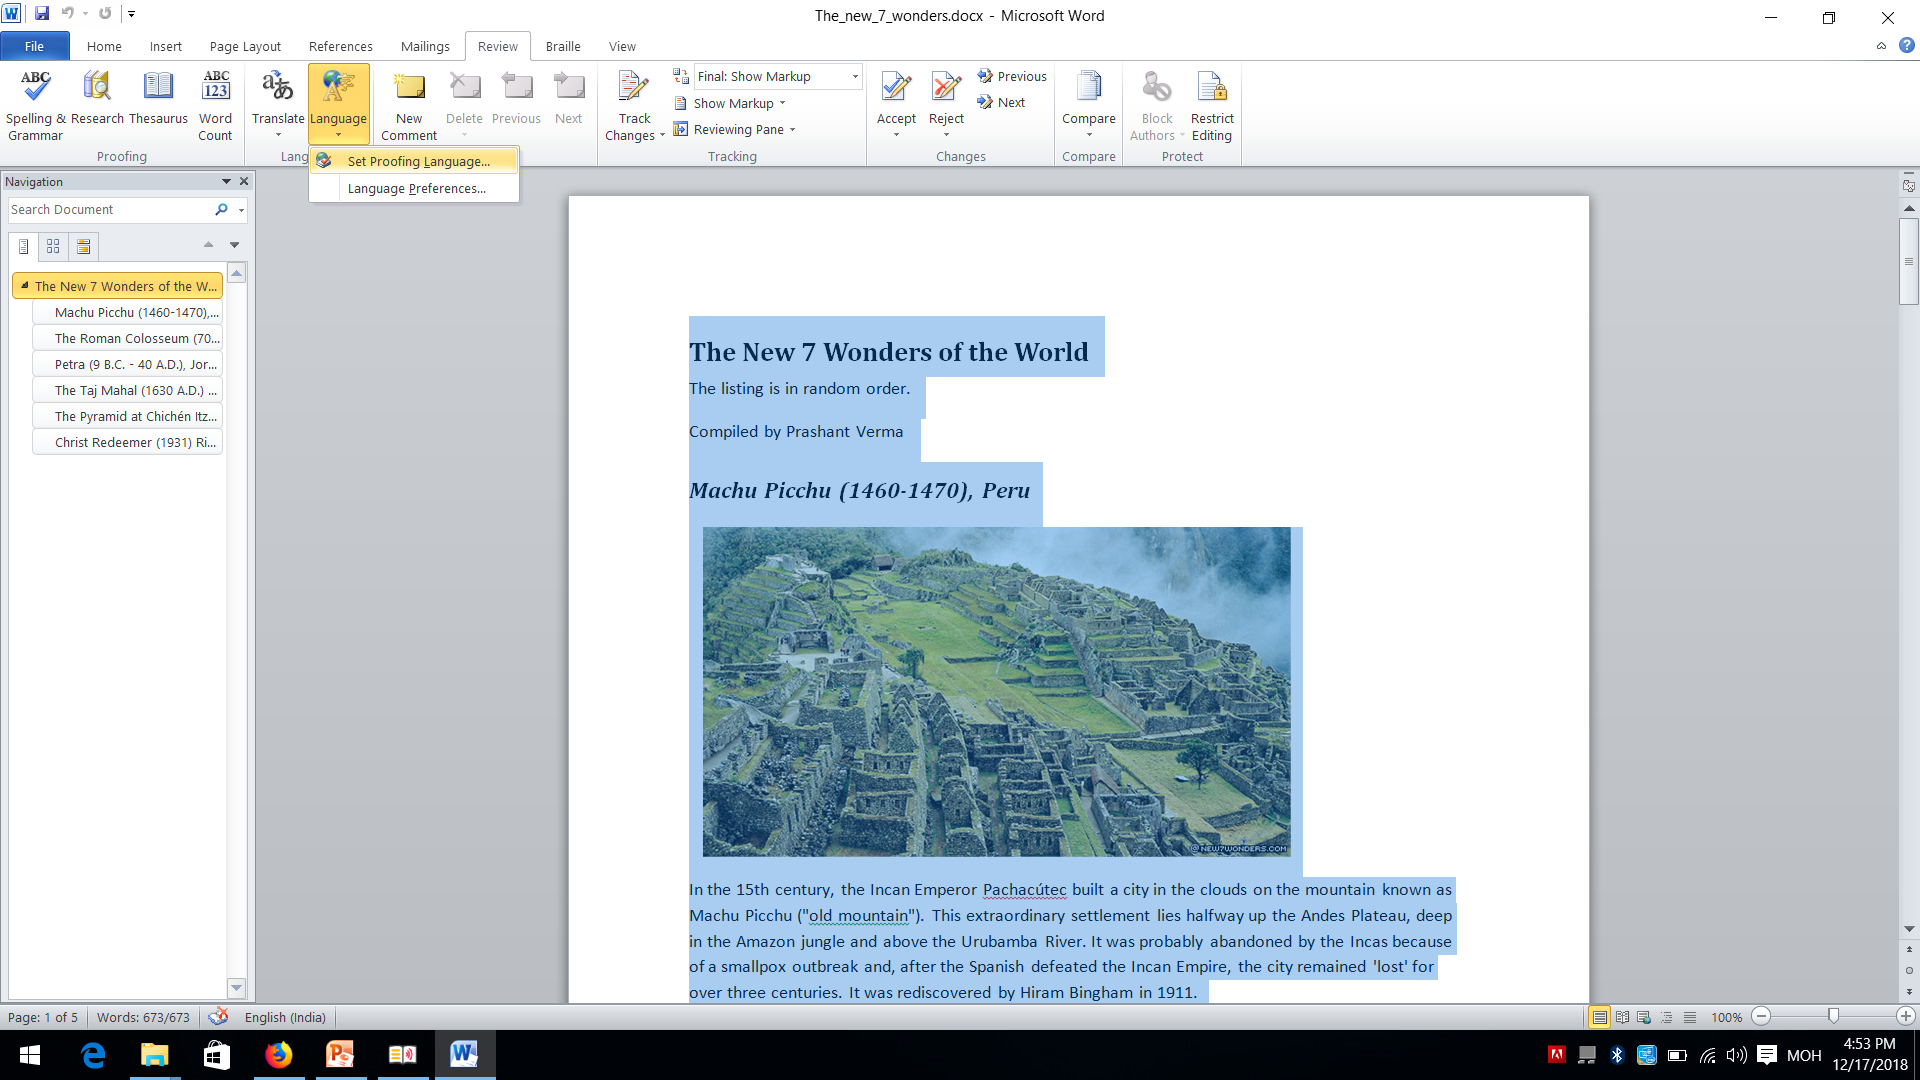 The_new_7_wonders.docx - Microsoft Word
File Home Insert Page Layout References Mailings Review Braille View
Spelling & Grammar
Research
Thesaurus
Word Count
Translate
Language
New Comment
Delete
Previous
Next
Track Changes
Final: Show Markup
Show Markup
Reviewing Pane
Accept
Reject
Previous
Next
Compare
Block Authors
Restrict Editing
Proofing
Lang
Tracking
Changes
Compare
Protect
Set Proofing Language...
Language Preferences...
Navigation
Search Document
The New 7 Wonders of the W...
Machu Picchu (1460-1470),...
The Roman Colosseum (70...
Petra (9 B.C. - 40 A.D.), Jor...
The Taj Mahal (1630 A.D.) ...
The Pyramid at Chichén Itz...
Christ Redeemer (1931) Ri...
The New 7 Wonders of the World
The listing is in random order.
Compiled by Prashant Verma
Machu Picchu (1460-1470), Peru
@ NEW7WONDERS.COM
In the 15th century, the Incan Emperor Pachacútec built a city in the clouds on the mountain known as
Machu Picchu ("old mountain"). This extraordinary settlement lies halfway up the Andes Plateau, deep
in the Amazon jungle and above the Urubamba River. It was probably abandoned by the Incas because
of a smallpox outbreak and, after the Spanish defeated the Incan Empire, the city remained 'lost' for
over three centuries. It was rediscovered by Hiram Bingham in 1911.
Page: 1 of 5 Words: 673/673 English (India) 100%
MOH
4:53 PM
12/17/2018